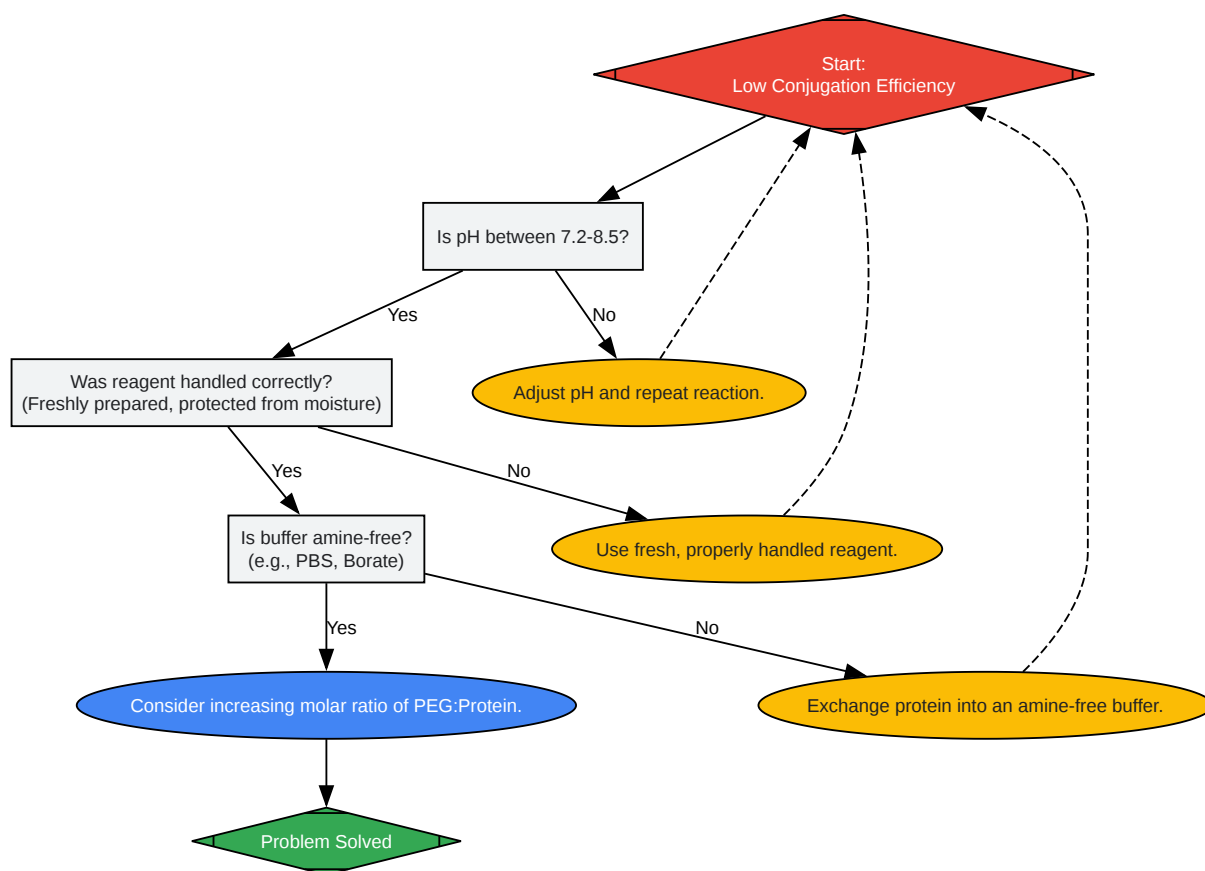 Start:
Low Conjugation Efficiency
Is pH between 7.2-8.5?
Yes
No
Was reagent handled correctly?
(Freshly prepared, protected from moisture)
Adjust pH and repeat reaction.
Yes
No
Is buffer amine-free?
(e.g., PBS, Borate)
Use fresh, properly handled reagent.
Yes
No
Consider increasing molar ratio of PEG:Protein.
Exchange protein into an amine-free buffer.
Problem Solved